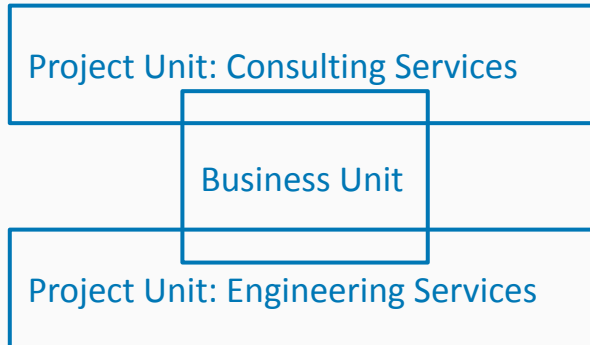 Project Unit: Consulting Services
Business Unit
Project Unit: Engineering Services